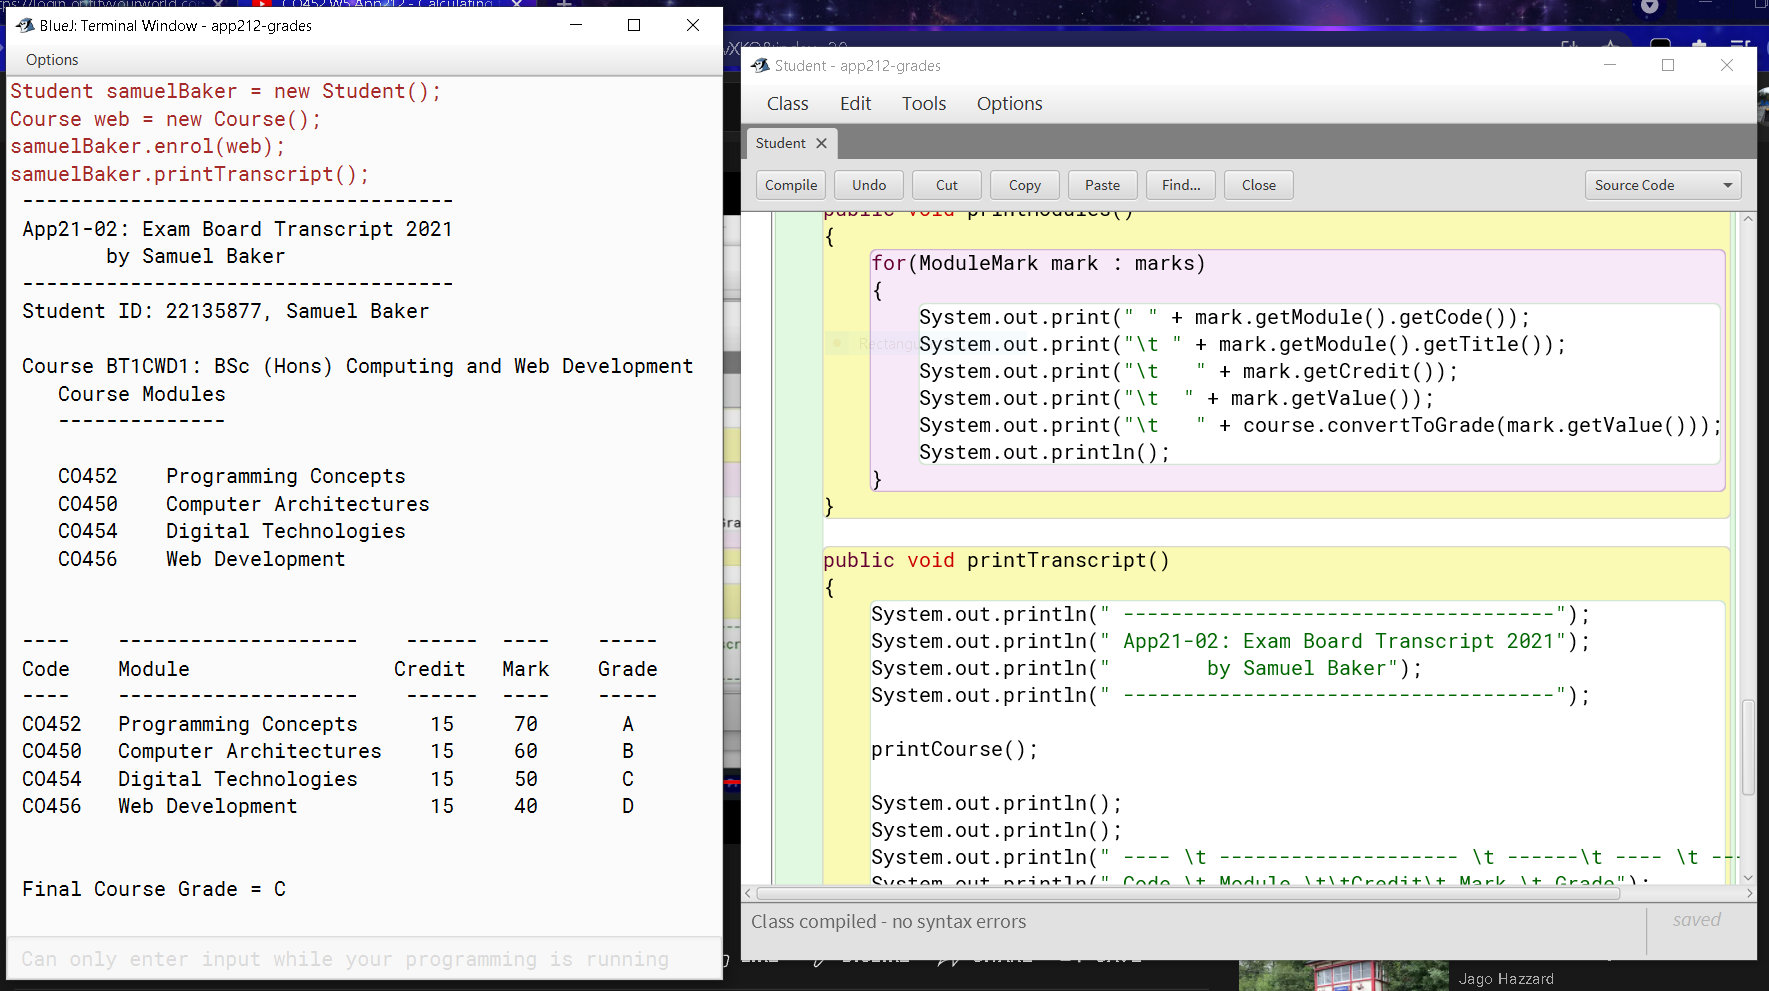 CO452 W5 App212 - Calculating
BlueJ: Terminal Window - app212-grades
Options
Student samuelBaker = new Student();
Course web = new Course();
samuelBaker.enrol(web);
samuelBaker.printTranscript();
------------------------------------
App21-02: Exam Board Transcript 2021
by Samuel Baker
------------------------------------
Student ID: 22135877, Samuel Baker
Course BT1CWD1: BSc (Hons) Computing and Web Development
Course Modules
--------------
CO452    Programming Concepts
CO450    Computer Architectures
CO454    Digital Technologies
CO456    Web Development
----    --------------------    ------  ----    -----
Code    Module                 Credit   Mark    Grade
----    --------------------    ------  ----    -----
CO452   Programming Concepts      15     70       A
CO450   Computer Architectures    15     60       B
CO454   Digital Technologies      15     50       C
CO456   Web Development           15     40       D
Final Course Grade = C
Can only enter input while your programming is running
Student - app212-grades
Class Edit Tools Options
Student
Compile Undo Cut Copy Paste Find... Close Source Code
public void printModules()
{
for(ModuleMark mark : marks)
{
System.out.print(" " + mark.getModule().getCode());
System.out.print("\t " + mark.getModule().getTitle());
System.out.print("\t   " + mark.getCredit());
System.out.print("\t  " + mark.getValue());
System.out.print("\t   " + course.convertToGrade(mark.getValue()));
System.out.println();
}
}
public void printTranscript()
{
System.out.println(" ------------------------------------");
System.out.println(" App21-02: Exam Board Transcript 2021");
System.out.println("        by Samuel Baker");
System.out.println(" ------------------------------------");
printCourse();
System.out.println();
System.out.println();
System.out.println(" ---- \t -------------------- \t ------\t ---- \t ---
System.out.println(" Code \t Module \t\tCredit\t Mark \t Grade");
Class compiled - no syntax errors
saved
Jago Hazzard